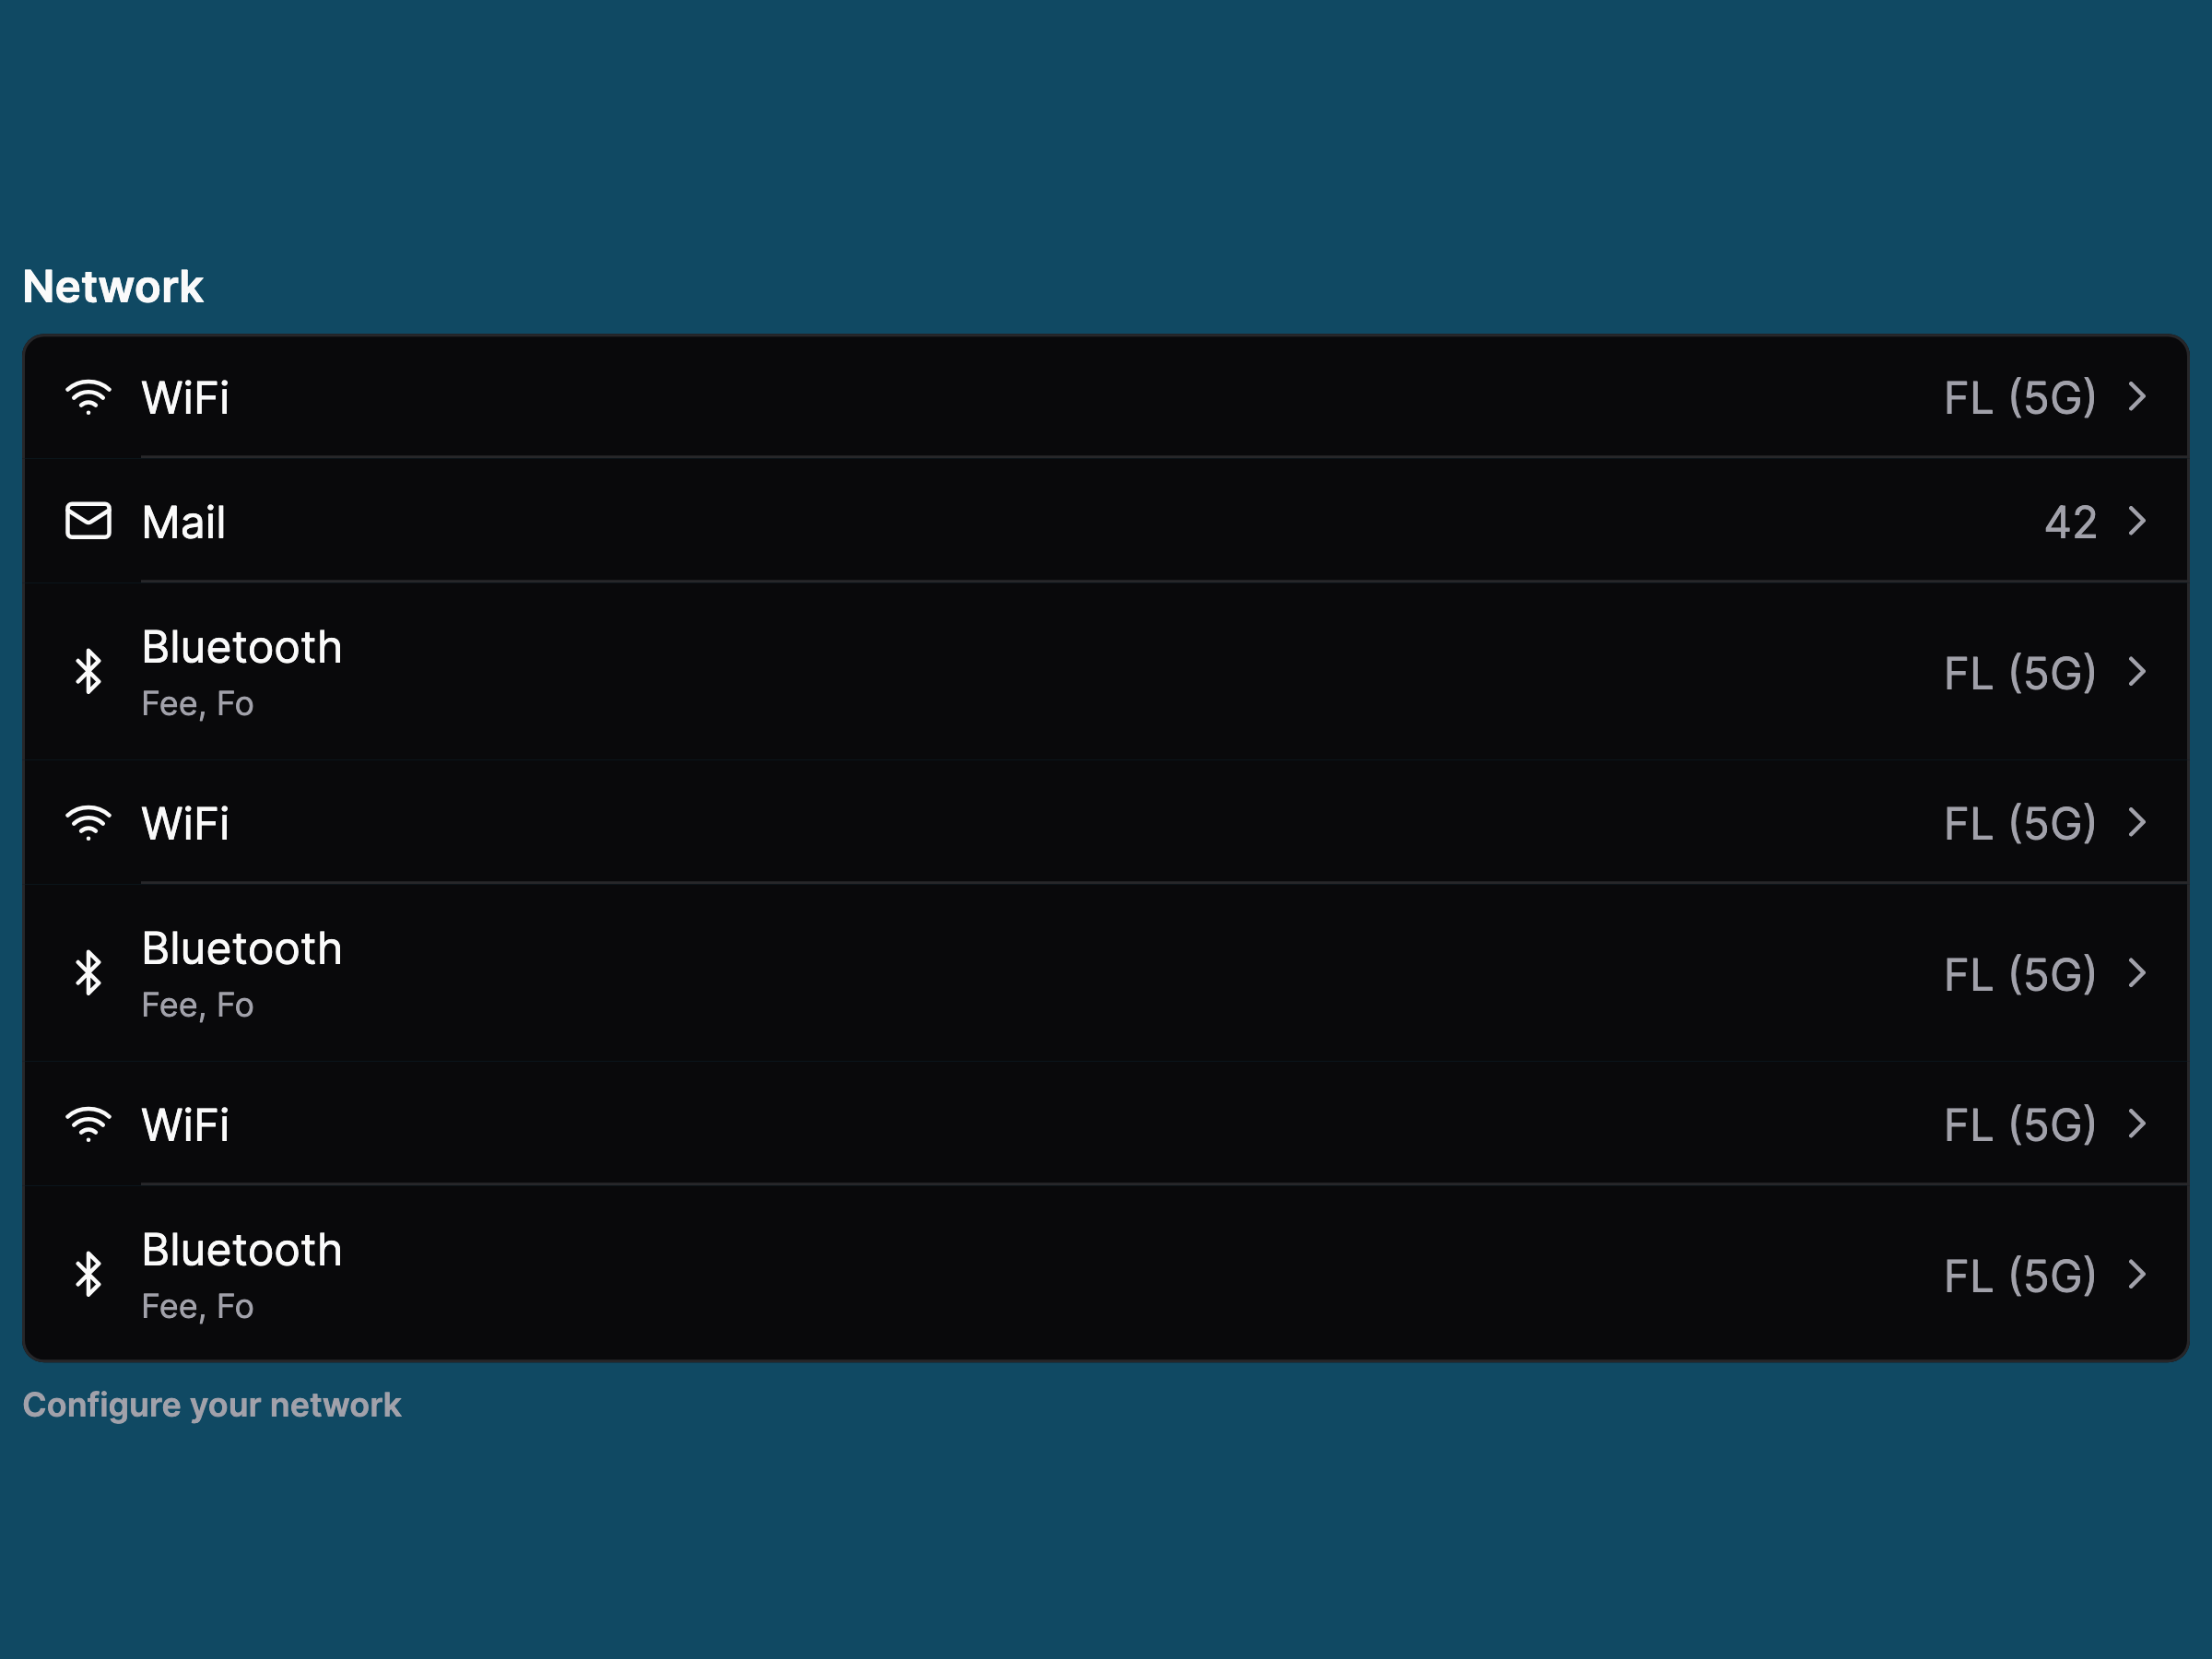 Network
WiFi FL (5G)
Mail 42
Bluetooth
Fee, Fo
FL (5G)
WiFi FL (5G)
Bluetooth
Fee, Fo
FL (5G)
WiFi FL (5G)
Bluetooth
Fee, Fo
FL (5G)
Configure your network